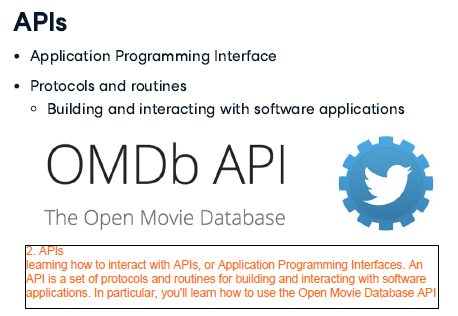 APIs
• Application Programming Interface
• Protocols and routines
○ Building and interacting with software applications
OMDb API
The Open Movie Database
2. APIs
learning how to interact with APIs, or Application Programming Interfaces. An
API is a set of protocols and routines for building and interacting with software
applications. In particular, you'll learn how to use the Open Movie Database API